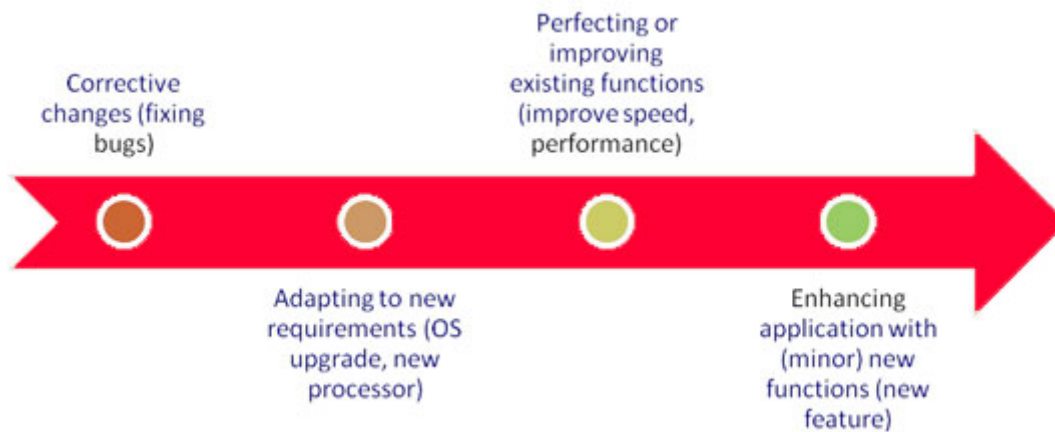 Corrective
changes (fixing
bugs)
Adapting to new
requirements (OS
upgrade, new
processor)
Perfecting or
improving
existing functions
(improve speed,
performance)
Enhancing
application with
(minor) new
functions (new
feature)